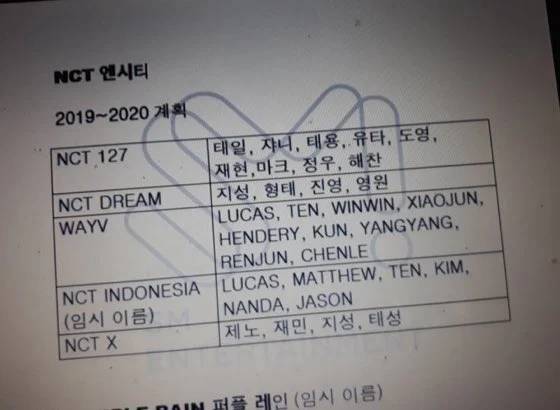 NCT 엔시티
2019~2020 계획
NCT 127
태일, 쟈니, 태용, 유타, 도영,
재현,마크, 정우, 해찬
NCT DREAM
지성, 형태, 진영, 영원
WAYV
LUCAS, TEN, WINWIN, XIAOJUN,
HENDERY, KUN, YANGYANG,
RENJUN, CHENLE
NCT INDONESIA
(임시 이름)
LUCAS, MATTHEW, TEN, KIM,
NANDA, JASON
NCT X
제노, 재민, 지성, 태성
SM
ENTERTAINMENT
RAIN 퍼플 레인 (임시 이름)